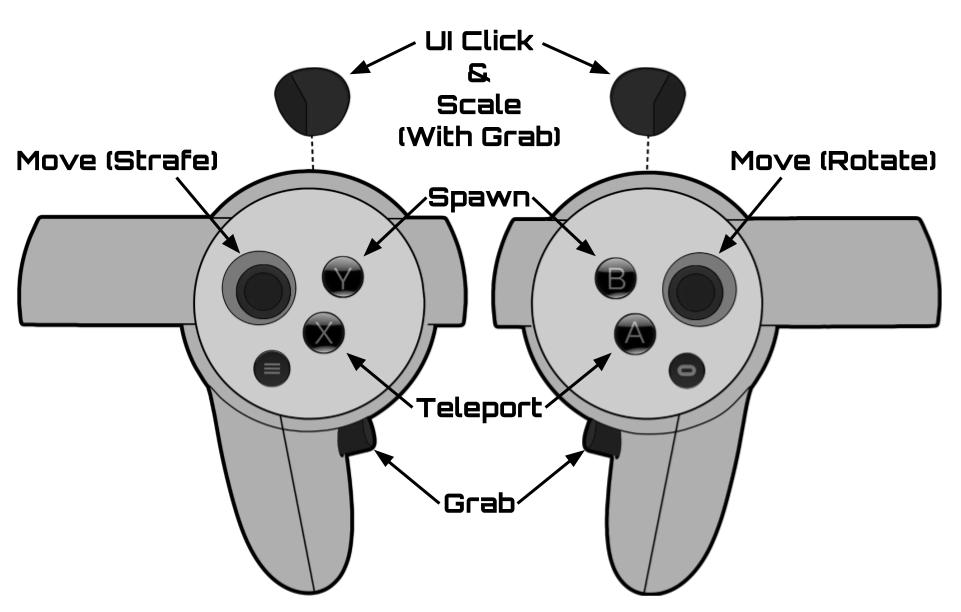 UI Click
&
Scale
(With Grab)
Move (Strafe)
Move (Rotate)
Spawn
Y
B
X
A
Teleport
Grab